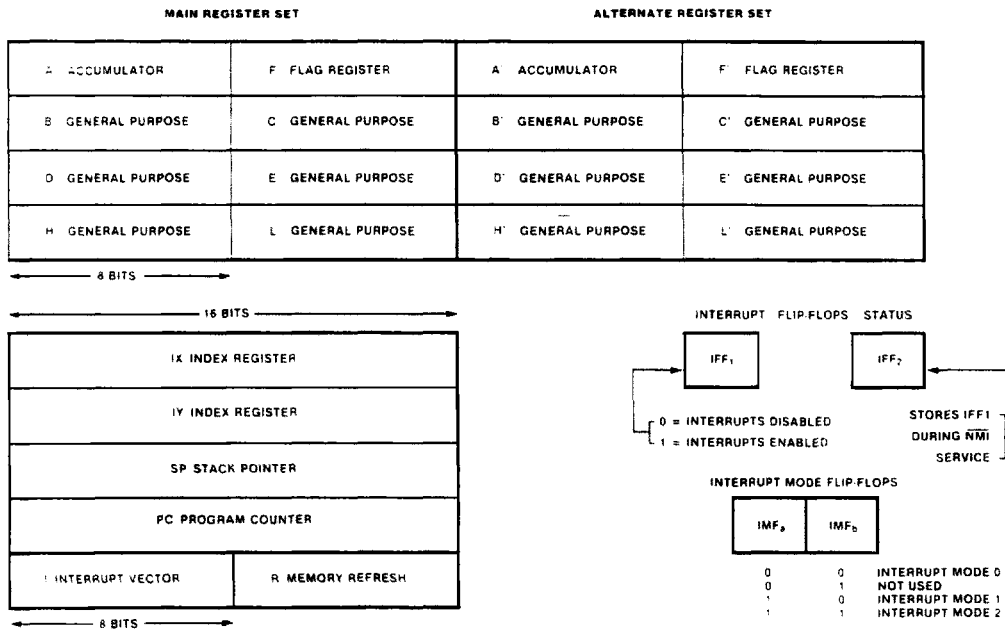 MAIN REGISTER SET
ALTERNATE REGISTER SET
A ACCUMULATOR
F FLAG REGISTER
A' ACCUMULATOR
F' FLAG REGISTER
B GENERAL PURPOSE
C GENERAL PURPOSE
B' GENERAL PURPOSE
C' GENERAL PURPOSE
D GENERAL PURPOSE
E GENERAL PURPOSE
D' GENERAL PURPOSE
E' GENERAL PURPOSE
H GENERAL PURPOSE
L GENERAL PURPOSE
H' GENERAL PURPOSE
L' GENERAL PURPOSE
8 BITS
16 BITS
IX INDEX REGISTER
IY INDEX REGISTER
SP STACK POINTER
PC PROGRAM COUNTER
I INTERRUPT VECTOR
R MEMORY REFRESH
8 BITS
INTERRUPT FLIP-FLOPS STATUS
IFF₁
IFF₂
0 = INTERRUPTS DISABLED
1 = INTERRUPTS ENABLED
STORES IFF1
DURING N̅M̅I̅
SERVICE
INTERRUPT MODE FLIP-FLOPS
IMFₐ
IMF_b
0 0 INTERRUPT MODE 0
0 1 NOT USED
1 0 INTERRUPT MODE 1
1 1 INTERRUPT MODE 2